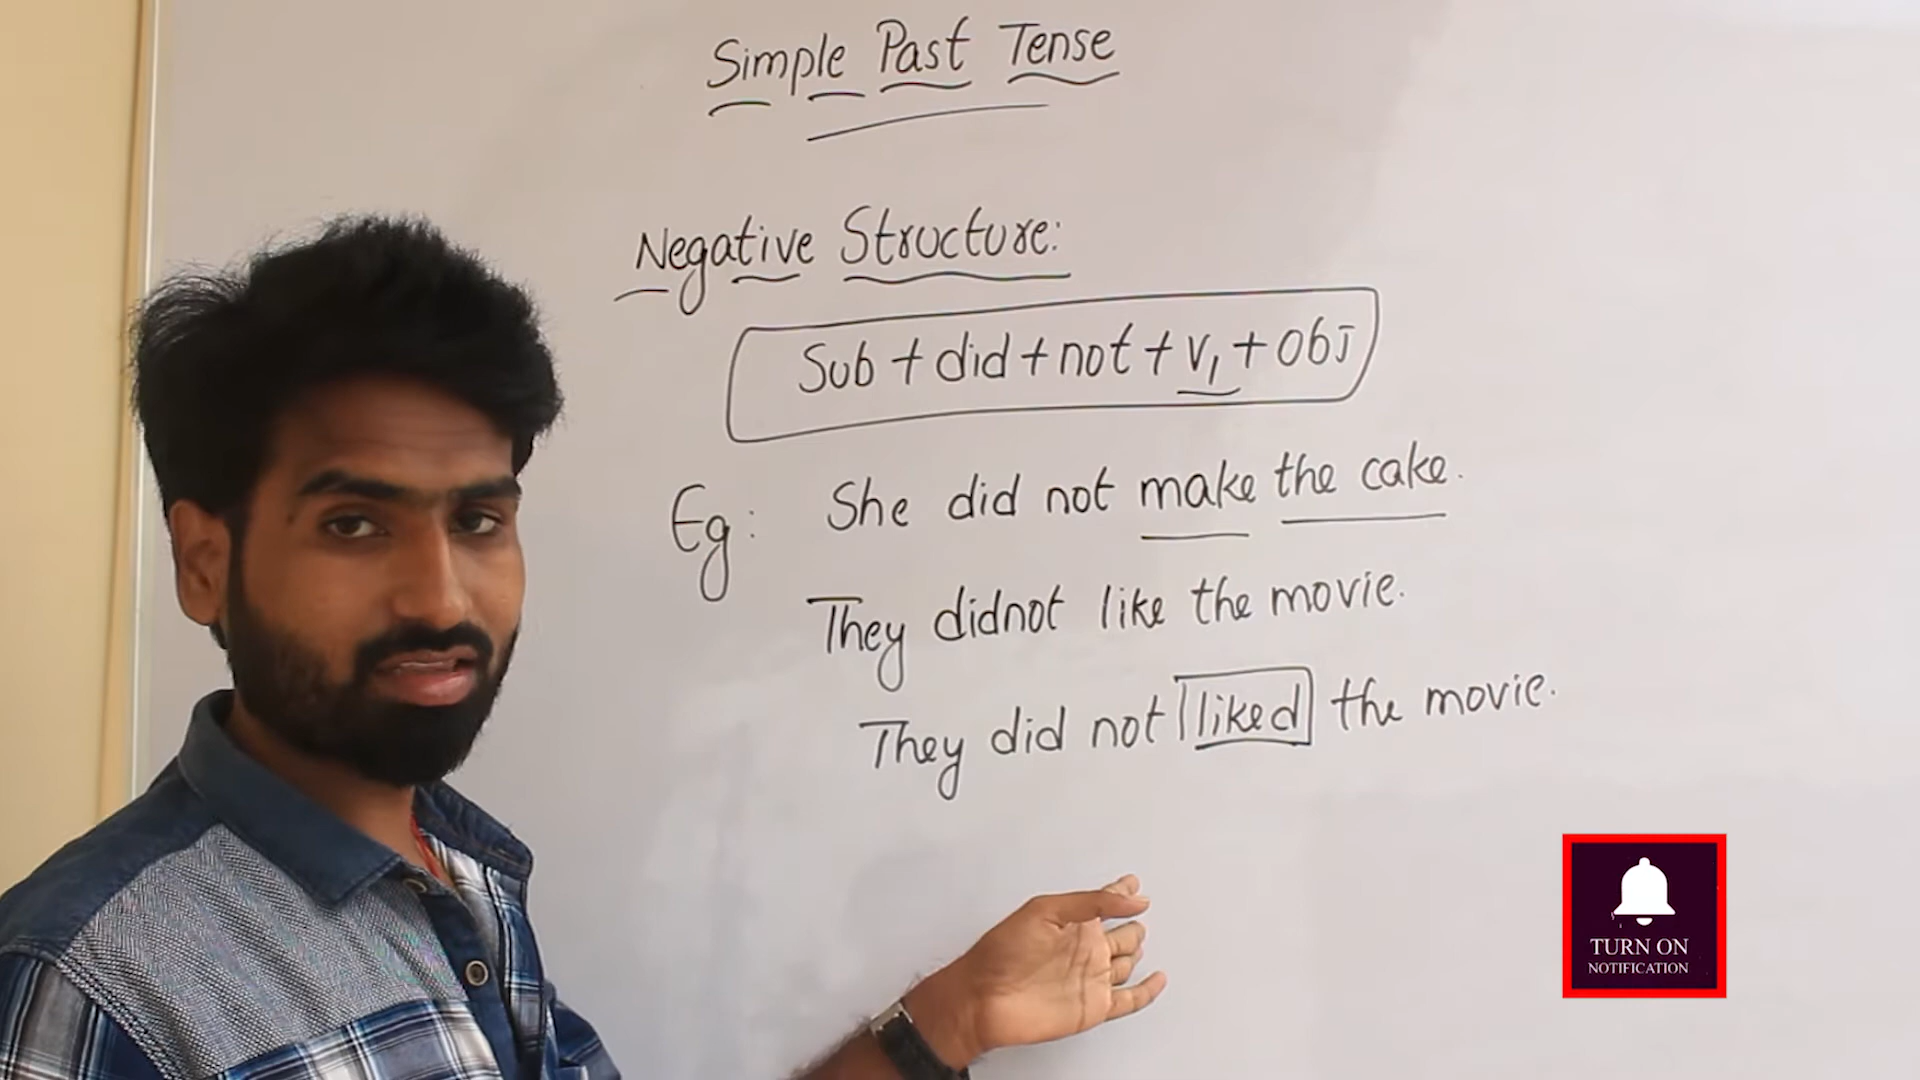 Simple Past Tense
Negative Structure:
Sub + did + not + V1 + obj
Eg: She did not make the cake.
They didnot like the movie.
They did not liked the movie.
TURN ON
NOTIFICATION